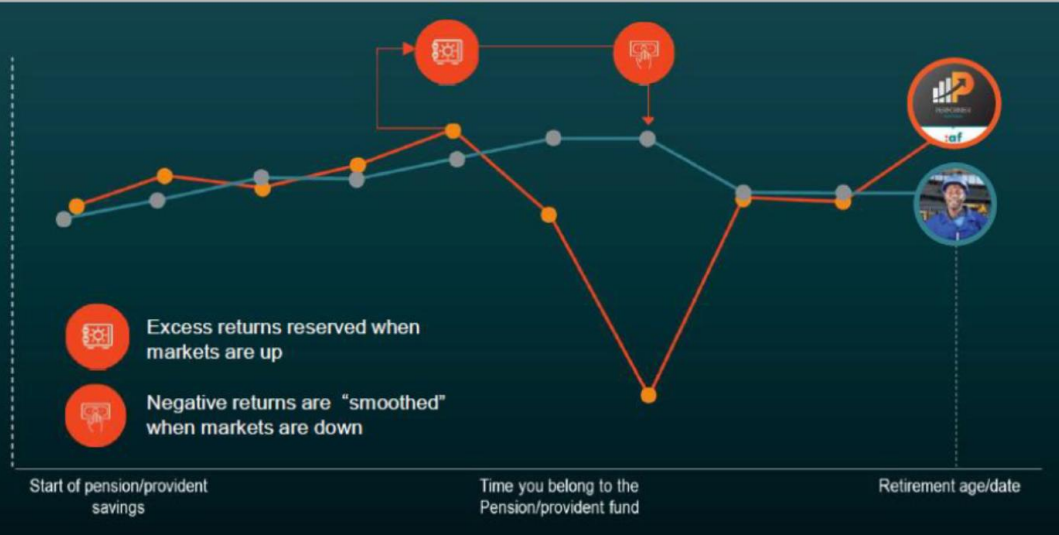 :af
Excess returns reserved when
markets are up
Negative returns are “smoothed”
when markets are down
Start of pension/provident
savings
Time you belong to the
Pension/provident fund
Retirement age/date